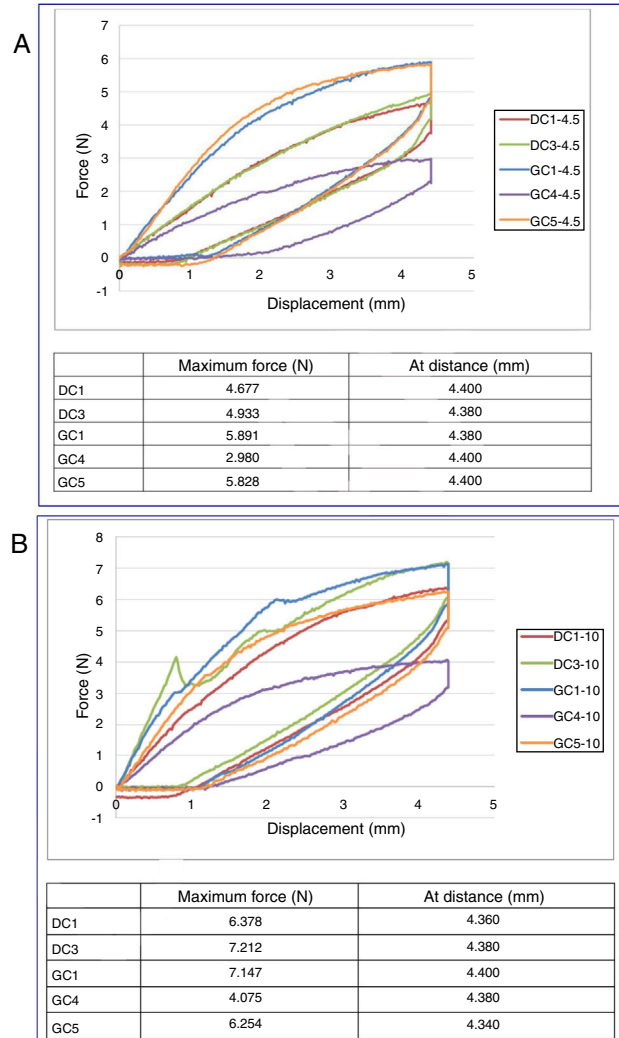 A
7
6
5
4
3
2
1
0
-1
Force (N)
0 1 2 3 4 5
Displacement (mm)
DC1-4.5
DC3-4.5
GC1-4.5
GC4-4.5
GC5-4.5
Maximum force (N) At distance (mm)
DC1 4.677 4.400
DC3 4.933 4.380
GC1 5.891 4.380
GC4 2.980 4.400
GC5 5.828 4.400
B
8
7
6
5
4
3
2
1
0
-1
Force (N)
0 1 2 3 4 5
Displacement (mm)
DC1-10
DC3-10
GC1-10
GC4-10
GC5-10
Maximum force (N) At distance (mm)
DC1 6.378 4.360
DC3 7.212 4.380
GC1 7.147 4.400
GC4 4.075 4.380
GC5 6.254 4.340